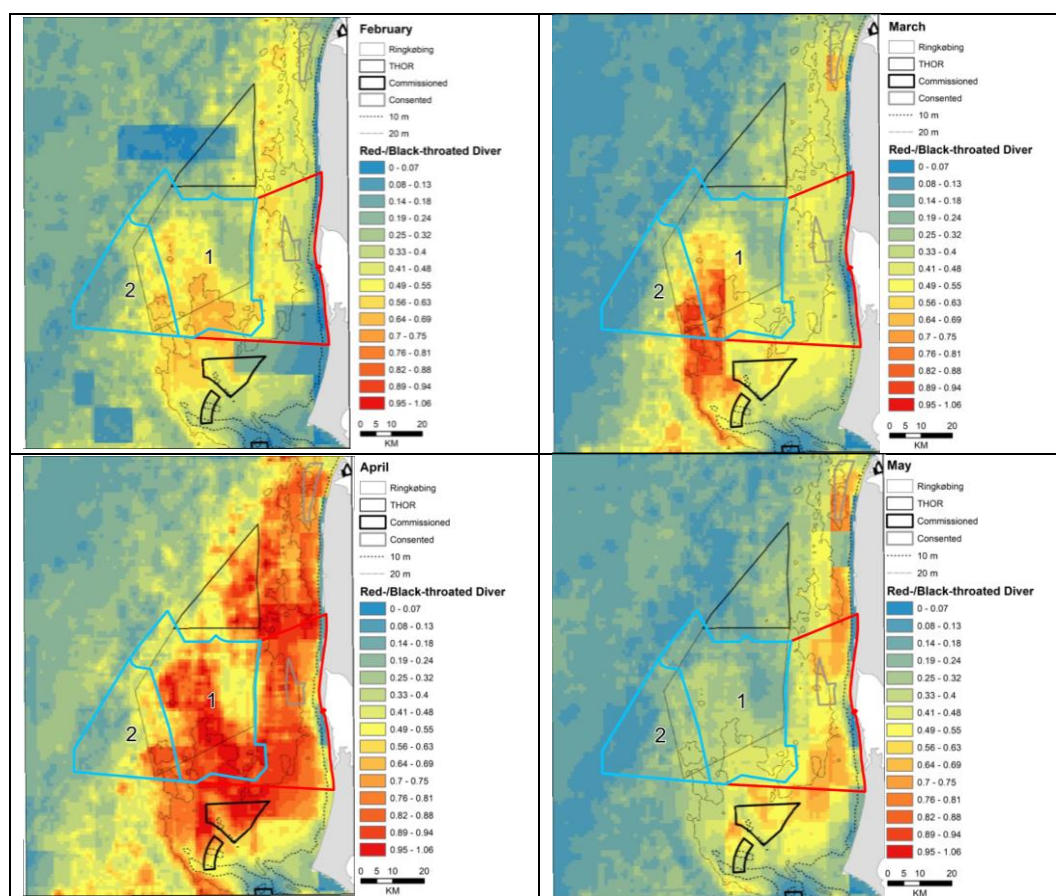 February
Ringkøbing
THOR
Commissioned
Consented
10 m
20 m
Red-/Black-throated Diver
0 - 0.07
0.08 - 0.13
0.14 - 0.18
0.19 - 0.24
0.25 - 0.32
0.33 - 0.4
0.41 - 0.48
0.49 - 0.55
0.56 - 0.63
0.64 - 0.69
0.7 - 0.75
0.76 - 0.81
0.82 - 0.88
0.89 - 0.94
0.95 - 1.06
0 5 10 20
KM
1
2
March
Ringkøbing
THOR
Commissioned
Consented
10 m
20 m
Red-/Black-throated Diver
0 - 0.07
0.08 - 0.13
0.14 - 0.18
0.19 - 0.24
0.25 - 0.32
0.33 - 0.4
0.41 - 0.48
0.49 - 0.55
0.56 - 0.63
0.64 - 0.69
0.7 - 0.75
0.76 - 0.81
0.82 - 0.88
0.89 - 0.94
0.95 - 1.06
0 5 10 20
KM
1
2
April
Ringkøbing
THOR
Commissioned
Consented
10 m
20 m
Red-/Black-throated Diver
0 - 0.07
0.08 - 0.13
0.14 - 0.18
0.19 - 0.24
0.25 - 0.32
0.33 - 0.4
0.41 - 0.48
0.49 - 0.55
0.56 - 0.63
0.64 - 0.69
0.7 - 0.75
0.76 - 0.81
0.82 - 0.88
0.89 - 0.94
0.95 - 1.06
0 5 10 20
KM
1
2
May
Ringkøbing
THOR
Commissioned
Consented
10 m
20 m
Red-/Black-throated Diver
0 - 0.07
0.08 - 0.13
0.14 - 0.18
0.19 - 0.24
0.25 - 0.32
0.33 - 0.4
0.41 - 0.48
0.49 - 0.55
0.56 - 0.63
0.64 - 0.69
0.7 - 0.75
0.76 - 0.81
0.82 - 0.88
0.89 - 0.94
0.95 - 1.06
0 5 10 20
KM
1
2